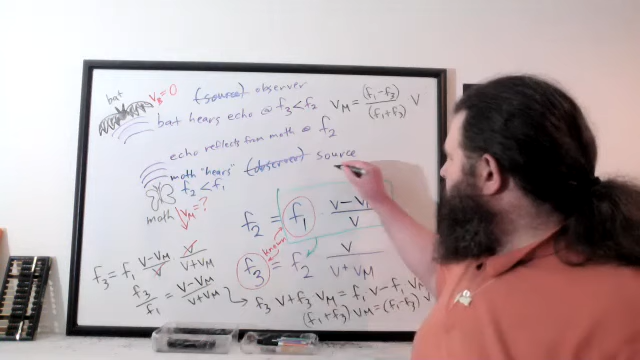 bat
v_B=0
(source) observer
bat hears echo @ f₃<f₂
v_M = (f₁-f₃)/(f₁+f₃) v
echo reflects from moth @ f₂
moth "hears" (observer) source
f₂<f₁
moth
v_M=?
f₂ = f₁ · (v-v)/v
known
f₃ = f₂ v/(v+v_M)
f₃=f₁ (v-v_M)/v v/(v+v_M)
f₃/f₁ = (v-v_M)/(v+v_M)
f₃ v+f₃ v_M = f₁ v-f₁ v_M
(f₁+f₃) v_M=(f₁-f₃) v